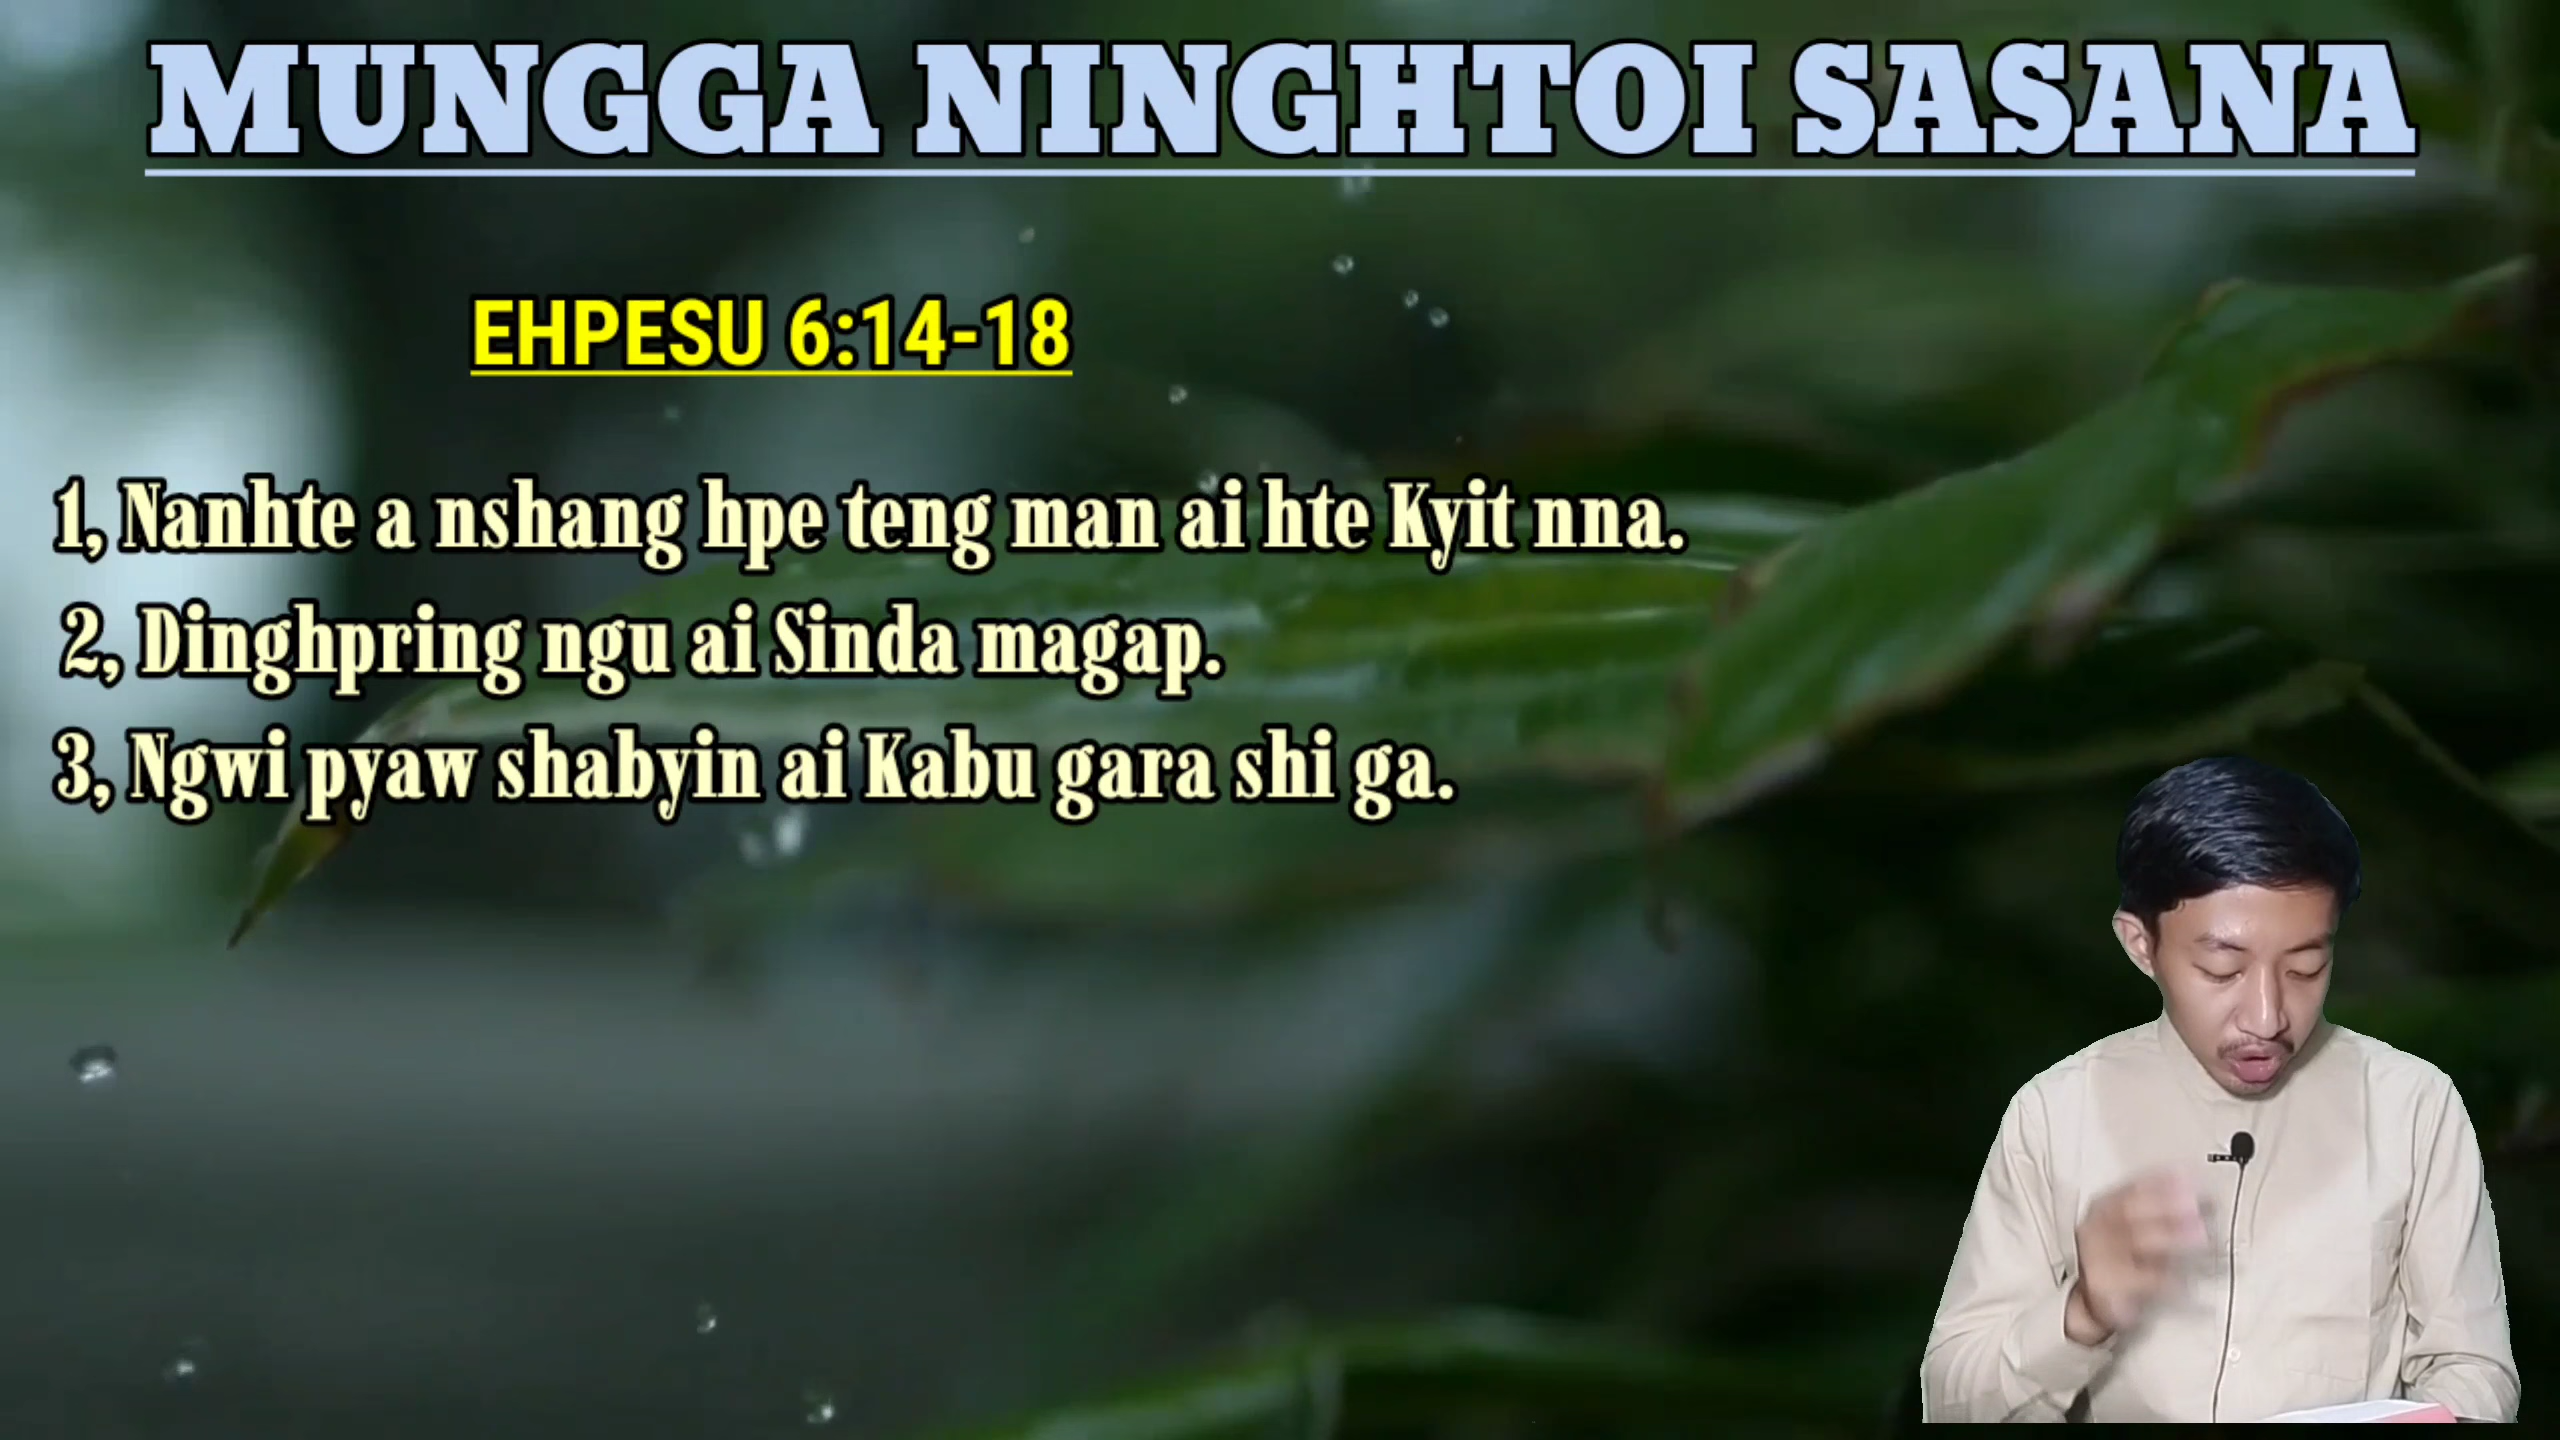 MUNGGA NINGHTOI SASANA
EHPESU 6:14-18
1, Nanhte a nshang hpe teng man ai hte Kyit nna.
2, Dinghpring ngu ai Sinda magap.
3, Ngwi pyaw shabyin ai Kabu gara shi ga.